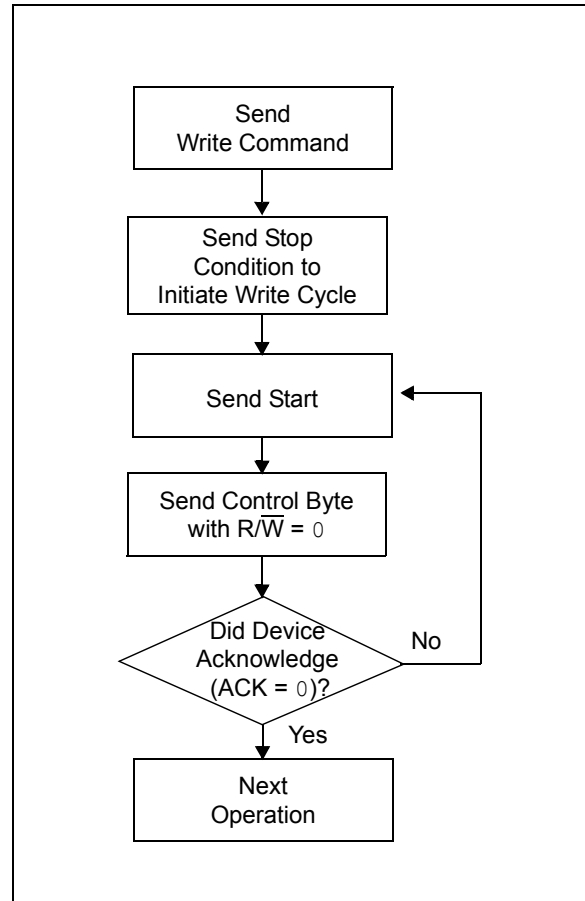 Send
Write Command
Send Stop
Condition to
Initiate Write Cycle
Send Start
Send Control Byte
with R/W̅ = 0
Did Device
Acknowledge
(ACK = 0)?
No
Yes
Next
Operation